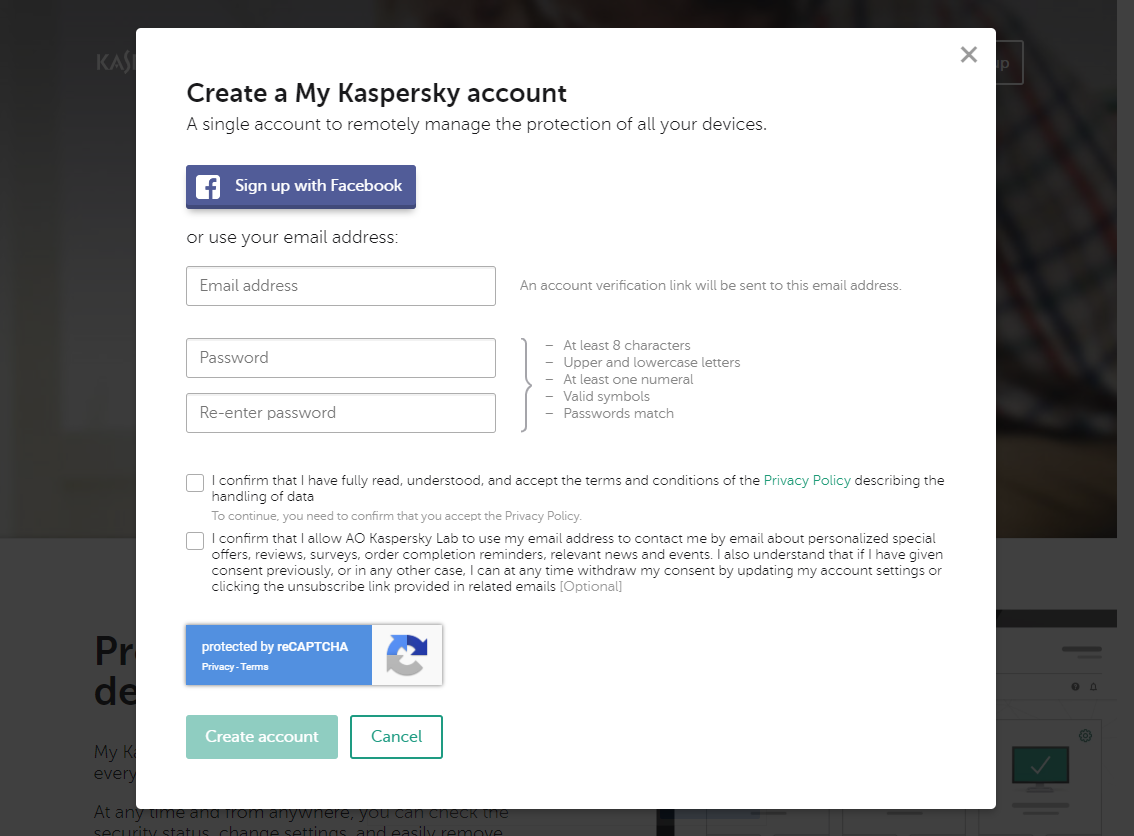 Create a My Kaspersky account
A single account to remotely manage the protection of all your devices.
Sign up with Facebook
or use your email address:
Email address
An account verification link will be sent to this email address.
Password
Re-enter password
– At least 8 characters
– Upper and lowercase letters
– At least one numeral
– Valid symbols
– Passwords match
I confirm that I have fully read, understood, and accept the terms and conditions of the Privacy Policy describing the
handling of data
To continue, you need to confirm that you accept the Privacy Policy.
I confirm that I allow AO Kaspersky Lab to use my email address to contact me by email about personalized special
offers, reviews, surveys, order completion reminders, relevant news and events. I also understand that if I have given
consent previously, or in any other case, I can at any time withdraw my consent by updating my account settings or
clicking the unsubscribe link provided in related emails [Optional]
protected by reCAPTCHA
Privacy - Terms
Create account
Cancel
My
At any time and from anywhere, you can check the
security status, change settings, and easily remove